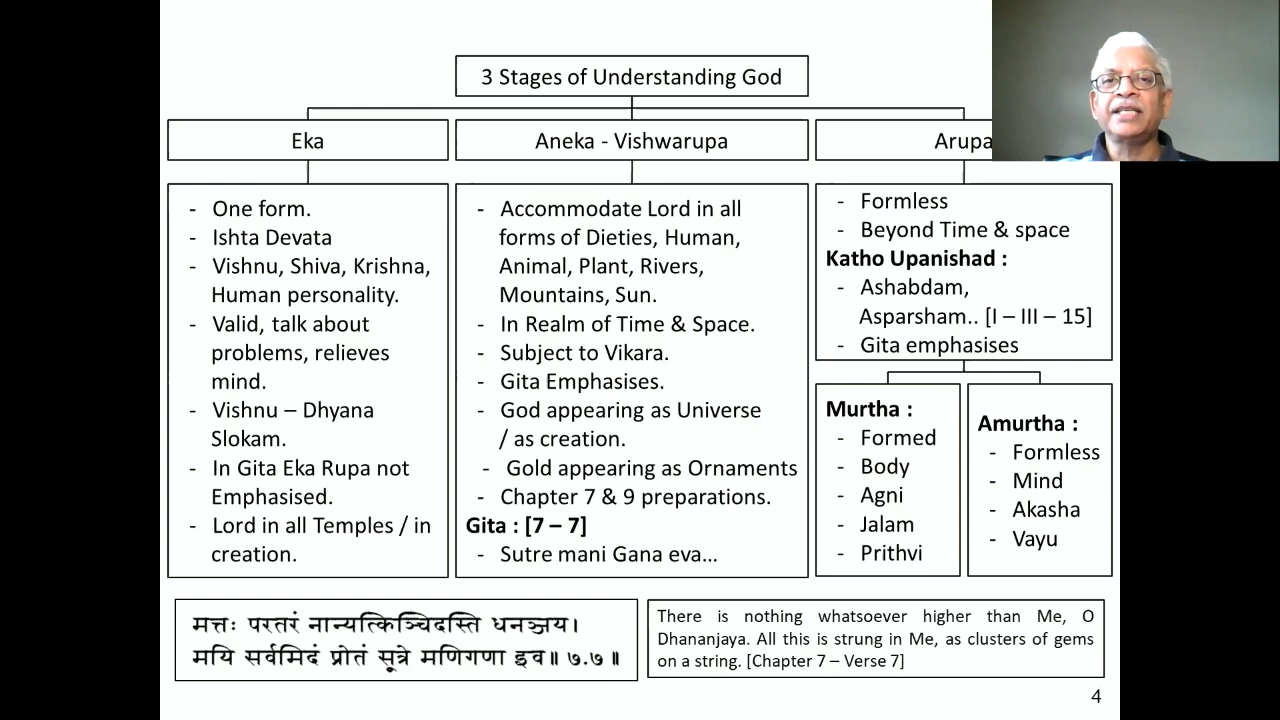 3 Stages of Understanding God
Eka
Aneka - Vishwarupa
Arupa
- One form.
- Ishta Devata
- Vishnu, Shiva, Krishna,
Human personality.
- Valid, talk about
problems, relieves
mind.
- Vishnu – Dhyana
Slokam.
- In Gita Eka Rupa not
Emphasised.
- Lord in all Temples / in
creation.
- Accommodate Lord in all
forms of Dieties, Human,
Animal, Plant, Rivers,
Mountains, Sun.
- In Realm of Time & Space.
- Subject to Vikara.
- Gita Emphasises.
- God appearing as Universe
/ as creation.
- Gold appearing as Ornaments
- Chapter 7 & 9 preparations.
Gita : [7 – 7]
- Sutre mani Gana eva...
- Formless
- Beyond Time & space
Katho Upanishad :
- Ashabdam,
Asparsham.. [I – III – 15]
- Gita emphasises
Murtha :
- Formed
- Body
- Agni
- Jalam
- Prithvi
Amurtha :
- Formless
- Mind
- Akasha
- Vayu
मत्तः परतरं नान्यत्किञ्चिदस्ति धनञ्जय।
मयि सर्वमिदं प्रोतं सूत्रे मणिगणा इव॥ ७.७॥
There is nothing whatsoever higher than Me, O
Dhananjaya. All this is strung in Me, as clusters of gems
on a string. [Chapter 7 – Verse 7]
4